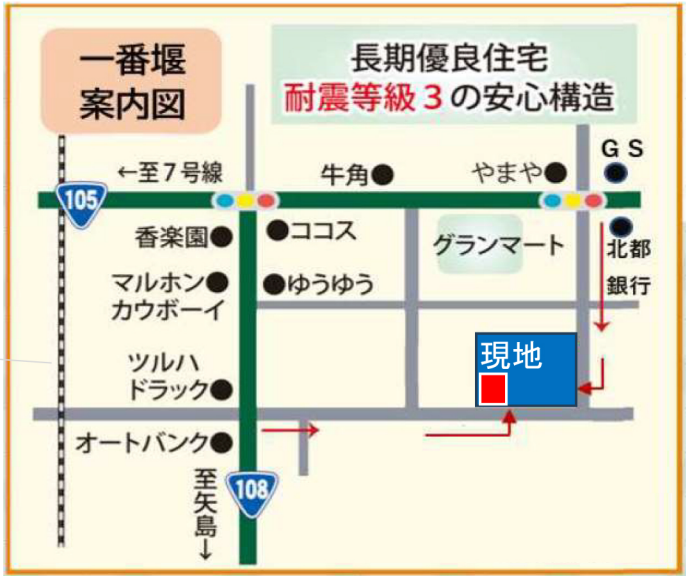 一番堰
案内図
長期優良住宅
耐震等級３の安心構造
←至７号線
牛角●
やまや●
ＧＳ
105
香楽園●
●ココス
グランマート
北都
銀行
マルホン●
カウボーイ
●ゆうゆう
現地
ツルハ
ドラック●
オートバンク●
108
至矢島→